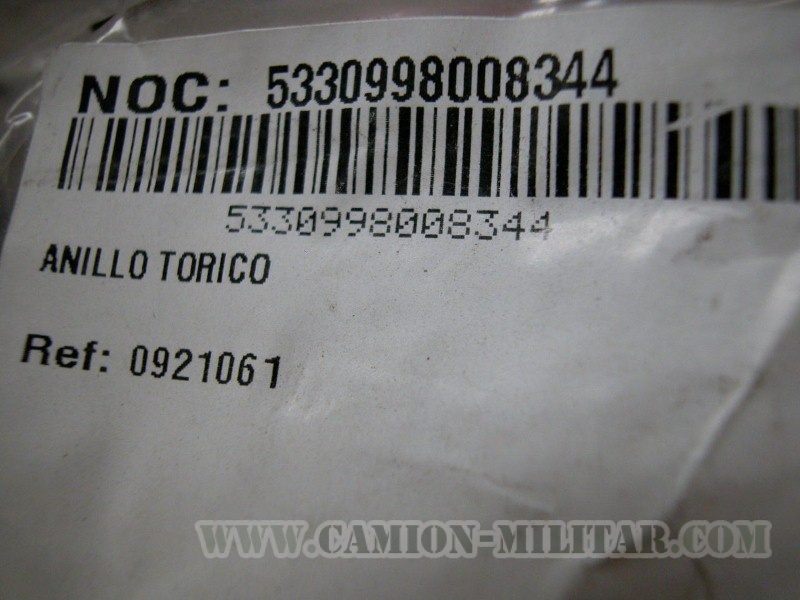 NOC: 5330998008344
5330998008344
ANILLO TORICO
Ref: 0921061
www.CAMION-MILITAR.COM